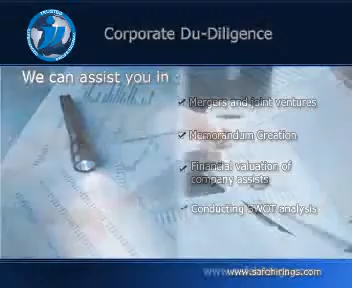 Corporate Du-Diligence
We can assist you in :
Mergers and joint ventures
Memorandum Creation
Financial valuation of
company assists
Conducting SWOT analysis
www.safehirings.com